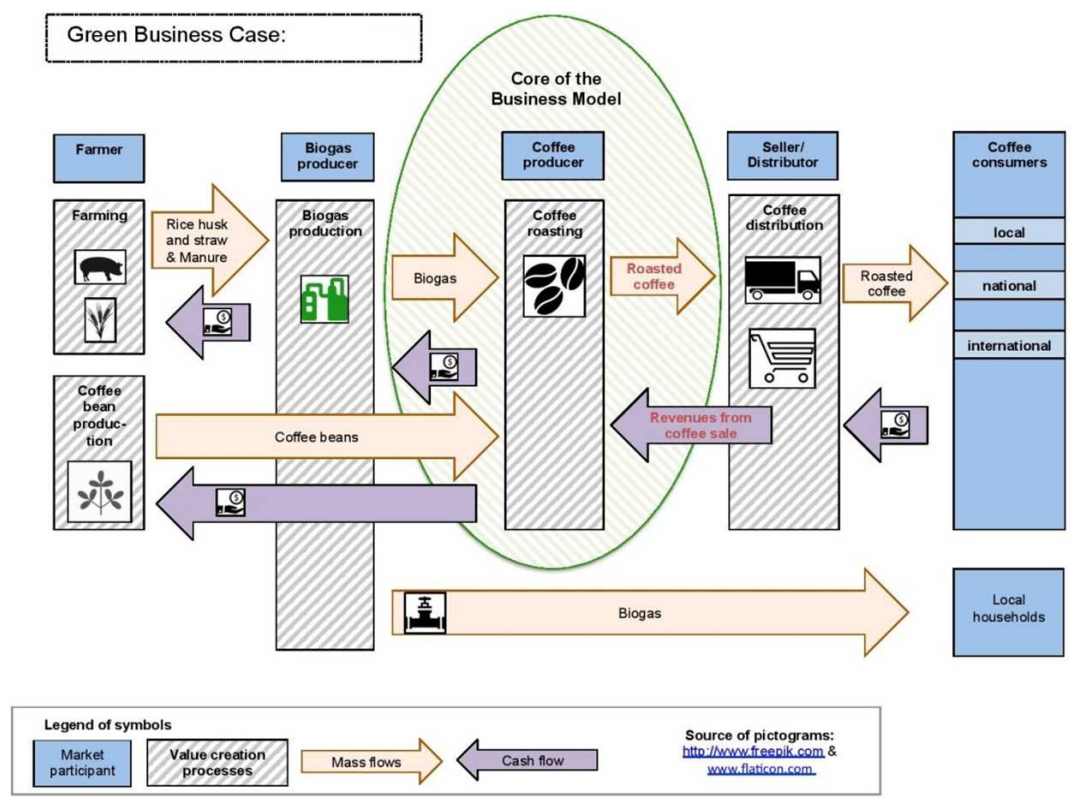 Green Business Case:
Core of the
Business Model
Farmer
Biogas
producer
Coffee
producer
Seller/
Distributor
Coffee
consumers
Farming
Rice husk
and straw
& Manure
Biogas
production
Biogas
Coffee
roasting
Roasted
coffee
Coffee
distribution
Roasted
coffee
local
national
international
Coffee
bean
produc-
tion
Coffee beans
Revenues from
coffee sale
Biogas
Local
households
Legend of symbols
Market
participant
Value creation
processes
Mass flows
Cash flow
Source of pictograms:
http://www.freepik.com &
www.flaticon.com